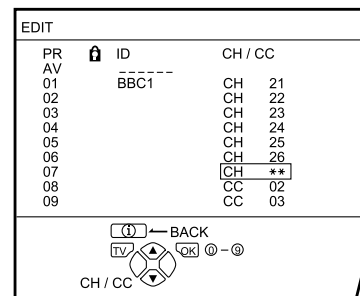 EDIT
PR ID CH / CC
AV ------
01 BBC1 CH 21
02 CH 22
03 CH 23
04 CH 24
05 CH 25
06 CH 26
07 CH **
08 CC 02
09 CC 03
i BACK
TV OK 0 - 9
CH / CC